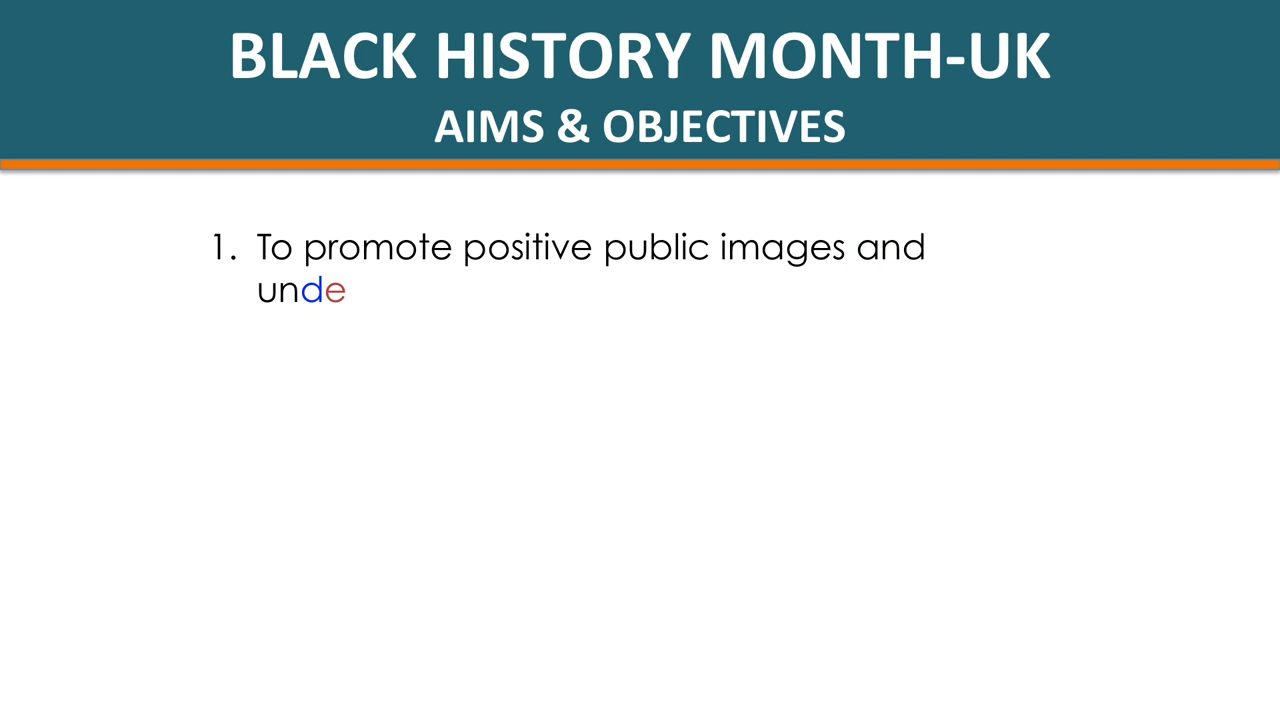 BLACK HISTORY MONTH-UK
AIMS & OBJECTIVES
1. To promote positive public images and
unde